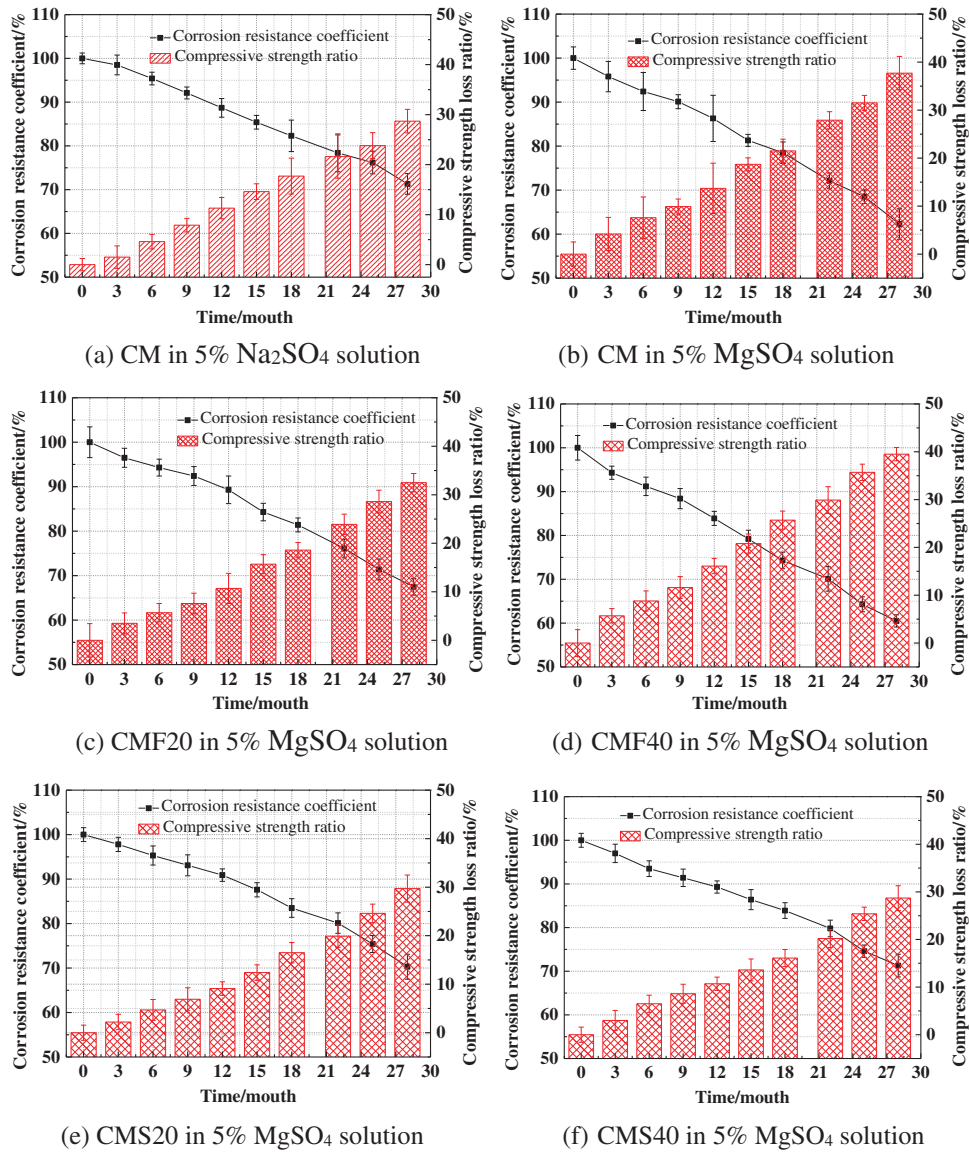 Corrosion resistance coefficient/%
110
100
90
80
70
60
50
Corrosion resistance coefficient
Compressive strength ratio
50
40
30
20
10
0
Compressive strength loss ratio/%
0 3 6 9 12 15 18 21 24 27 30
Time/mouth
(a) CM in 5% Na₂SO₄ solution
Corrosion resistance coefficient/%
110
100
90
80
70
60
50
Corrosion resistance coefficient
Compressive strength ratio
50
40
30
20
10
0
Compressive strength loss ratio/%
0 3 6 9 12 15 18 21 24 27 30
Time/mouth
(b) CM in 5% MgSO₄ solution
Corrosion resistance coefficient/%
110
100
90
80
70
60
50
Corrosion resistance coefficient
Compressive strength ratio
50
40
30
20
10
0
Compressive strength loss ratio/%
0 3 6 9 12 15 18 21 24 27 30
Time/mouth
(c) CMF20 in 5% MgSO₄ solution
Corrosion resistance coefficient/%
110
100
90
80
70
60
50
Corrosion resistance coefficient
Compressive strength ratio
50
40
30
20
10
0
Compressive strength loss ratio/%
0 3 6 9 12 15 18 21 24 27 30
Time/mouth
(d) CMF40 in 5% MgSO₄ solution
Corrosion resistance coefficient/%
110
100
90
80
70
60
50
Corrosion resistance coefficient
Compressive strength ratio
50
40
30
20
10
0
Compressive strength loss ratio/%
0 3 6 9 12 15 18 21 24 27 30
Time/mouth
(e) CMS20 in 5% MgSO₄ solution
Corrosion resistance coefficient/%
110
100
90
80
70
60
50
Corrosion resistance coefficient
Compressive strength ratio
50
40
30
20
10
0
Compressive strength loss ratio/%
0 3 6 9 12 15 18 21 24 27 30
Time/mouth
(f) CMS40 in 5% MgSO₄ solution